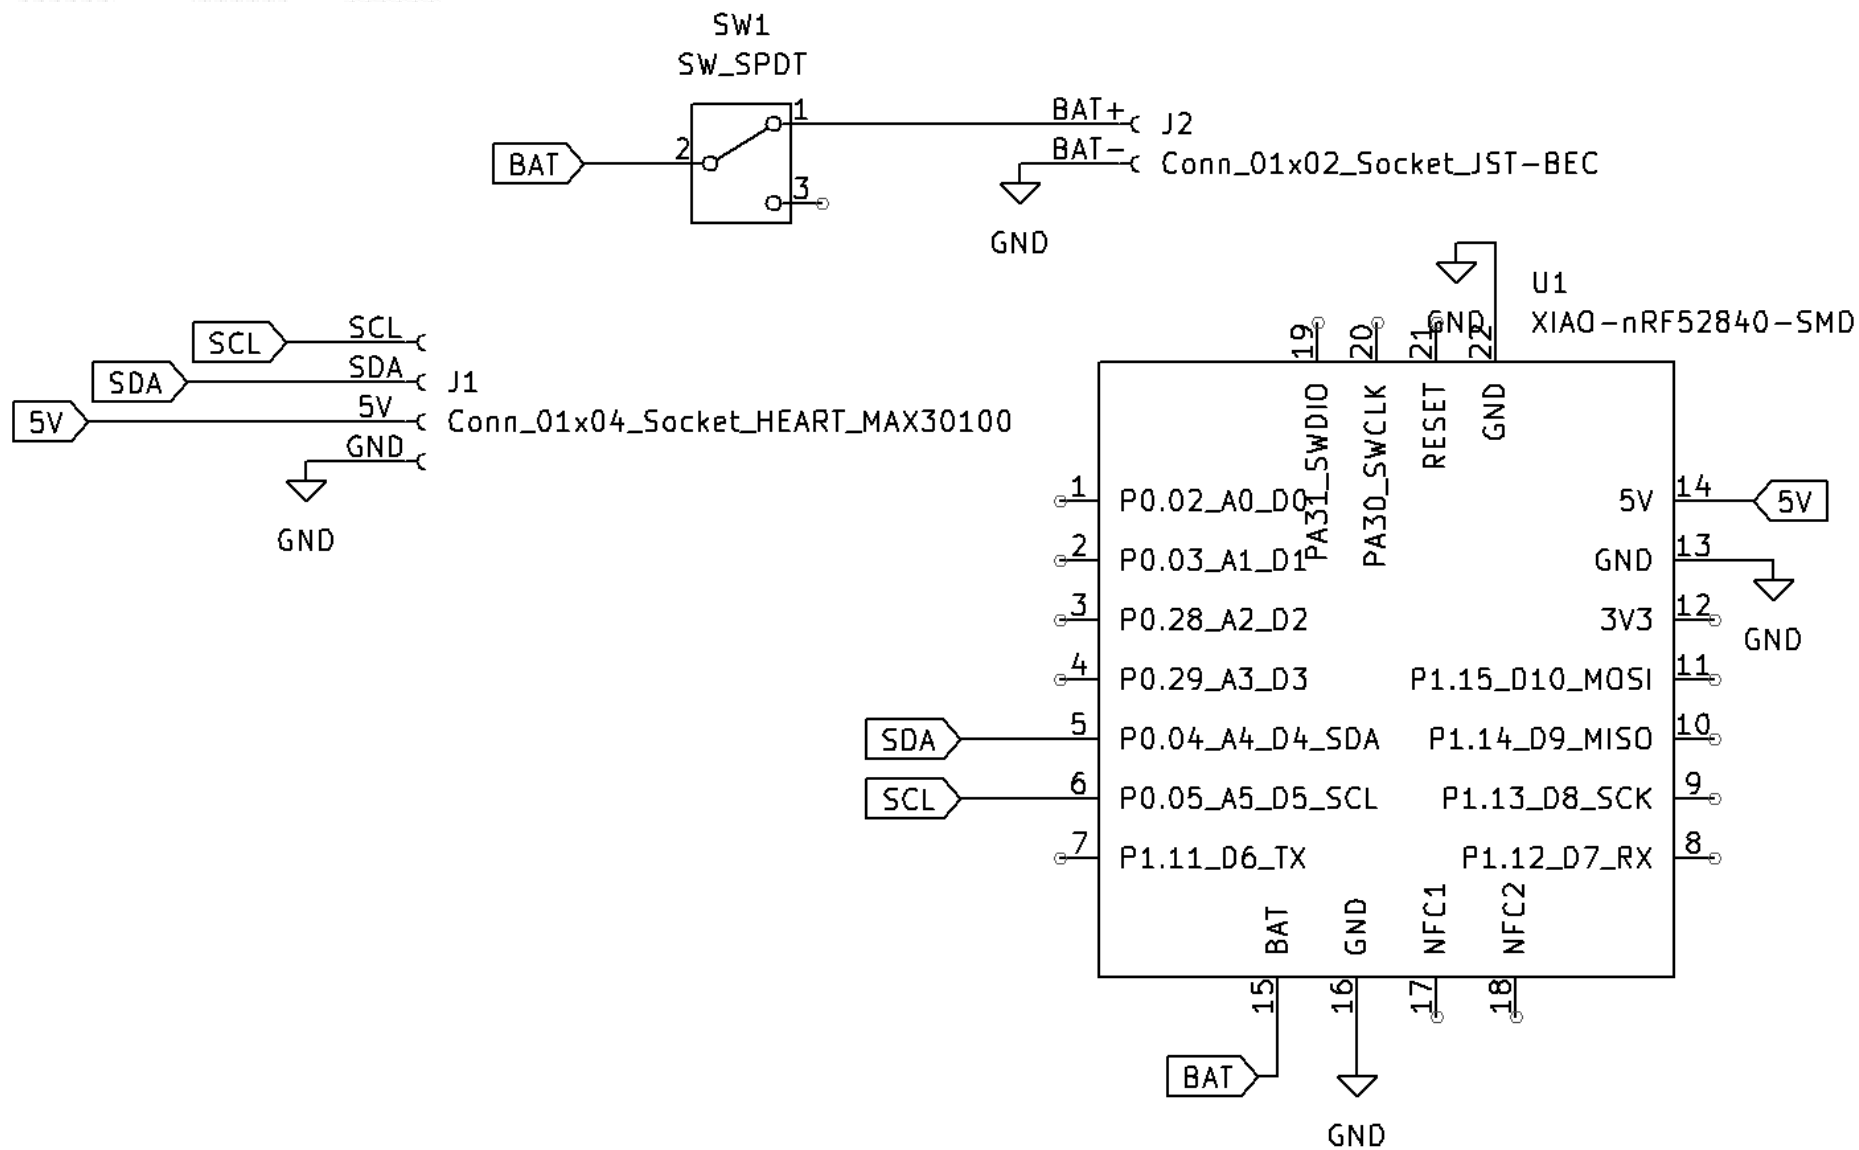 SW1
SW_SPDT
1
BAT+
J2
BAT
2
BAT-
Conn_01x02_Socket_JST-BEC
3
GND
U1
XIAO-nRF52840-SMD
SCL
SCL
SDA
SDA
J1
5V
5V
Conn_01x04_Socket_HEART_MAX30100
GND
GND
19
20
21
GND
22
PA31_SWDIO
PA30_SWCLK
RESET
GND
1
P0.02_A0_D0
5V
14
5V
2
P0.03_A1_D1
GND
13
GND
3
P0.28_A2_D2
3V3
12
4
P0.29_A3_D3
P1.15_D10_MOSI
11
SDA
5
P0.04_A4_D4_SDA
P1.14_D9_MISO
10
SCL
6
P0.05_A5_D5_SCL
P1.13_D8_SCK
9
7
P1.11_D6_TX
P1.12_D7_RX
8
BAT
GND
NFC1
NFC2
15
16
17
18
BAT
GND